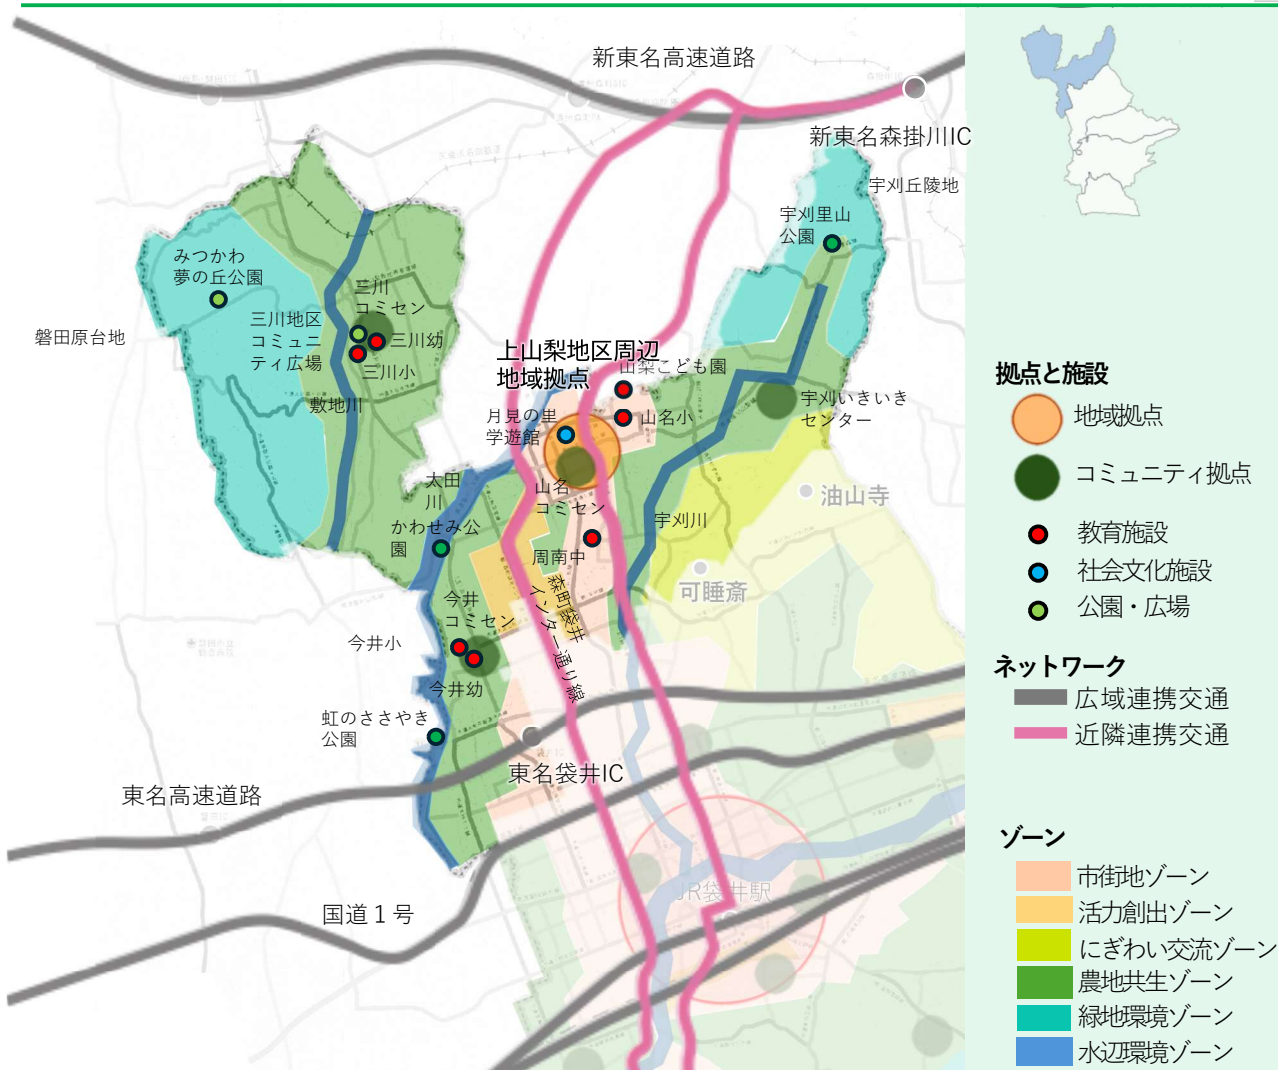 新東名高速道路
新東名森掛川IC
宇刈丘陵地
宇刈里山
公園
みつかわ
夢の丘公園
三川
コミセン
三川地区
コミュニ
ティ広場
三川幼
三川小
磐田原台地
敷地川
上山梨地区周辺
地域拠点
山梨こども園
月見の里
学遊館
山名小
宇刈いきいき
センター
太田
川
山名
コミセン
油山寺
かわせみ公
園
宇刈川
周南中
可睡斎
森町袋井
インター通り線
今井
コミセン
今井小
今井幼
虹のささやき
公園
東名袋井IC
東名高速道路
JR袋井駅
国道１号
拠点と施設
地域拠点
コミュニティ拠点
教育施設
社会文化施設
公園・広場
ネットワーク
広域連携交通
近隣連携交通
ゾーン
市街地ゾーン
活力創出ゾーン
にぎわい交流ゾーン
農地共生ゾーン
緑地環境ゾーン
水辺環境ゾーン